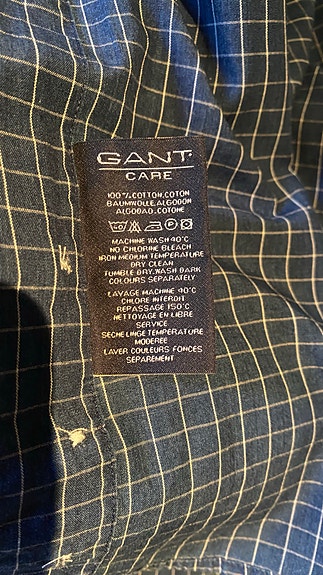 GANT
CARE
100% COTTON,COTON
BAUMWOLLE,ALGODON
ALGODAO,COTONE
MACHINE WASH 40°C
NO CHLORINE BLEACH
IRON MEDIUM TEMPERATURE
DRY CLEAN
TUMBLE DRY,WASH DARK
COLOURS SEPARATELY
LAVAGE MACHINE 40°C
CHLORE INTERDIT
REPASSAGE 150°C
NETTOYAGE EN LIBRE
SERVICE
SECHE LINGE TEMPERATURE
MODEREE
LAVER COULEURS FONCES
SEPAREMENT